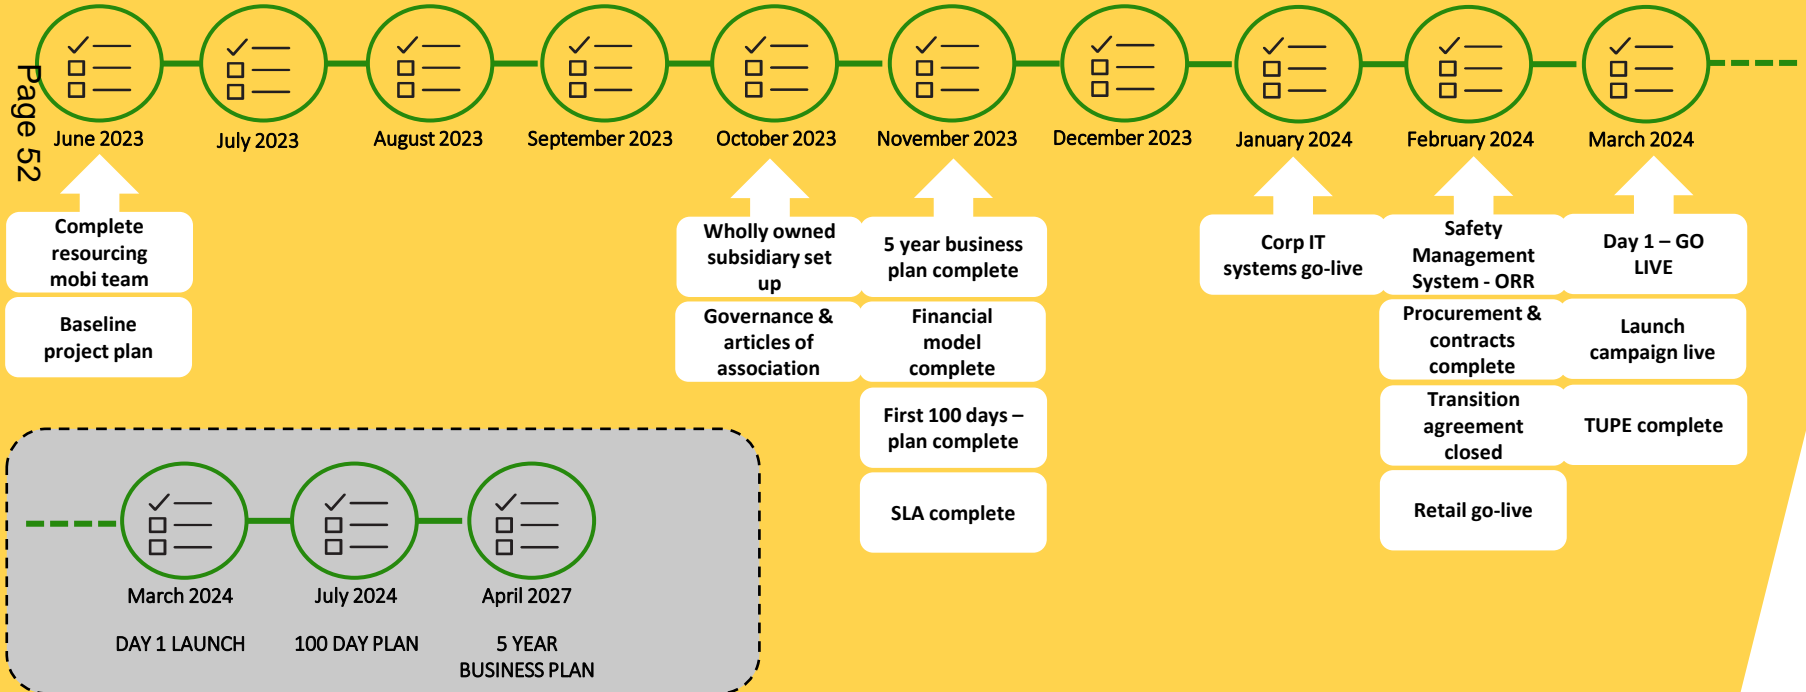 Page 52
June 2023
July 2023
August 2023
September 2023
October 2023
November 2023
December 2023
January 2024
February 2024
March 2024
Complete
resourcing
mobi team
Baseline
project plan
Wholly owned
subsidiary set
up
Governance &
articles of
association
5 year business
plan complete
Financial
model
complete
First 100 days –
plan complete
SLA complete
Corp IT
systems go-live
Safety
Management
System - ORR
Procurement &
contracts
complete
Transition
agreement
closed
Retail go-live
Day 1 – GO
LIVE
Launch
campaign live
TUPE complete
March 2024
DAY 1 LAUNCH
July 2024
100 DAY PLAN
April 2027
5 YEAR
BUSINESS PLAN